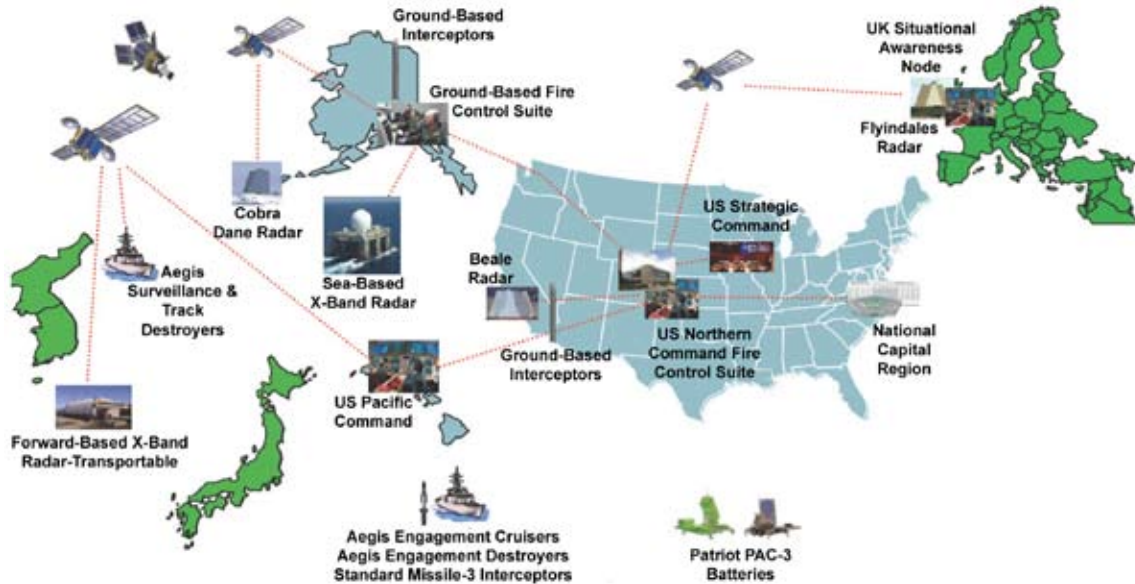 Ground-Based
Interceptors
Ground-Based Fire
Control Suite
UK Situational
Awareness
Node
Flyindales
Radar
Cobra
Dane Radar
Sea-Based
X-Band Radar
Aegis
Surveillance &
Track
Destroyers
Beale
Radar
US Strategic
Command
US Northern
Command Fire
Control Suite
National
Capital
Region
Ground-Based
Interceptors
US Pacific
Command
Forward-Based X-Band
Radar-Transportable
Aegis Engagement Cruisers
Aegis Engagement Destroyers
Standard Missile-3 Interceptors
Patriot PAC-3
Batteries